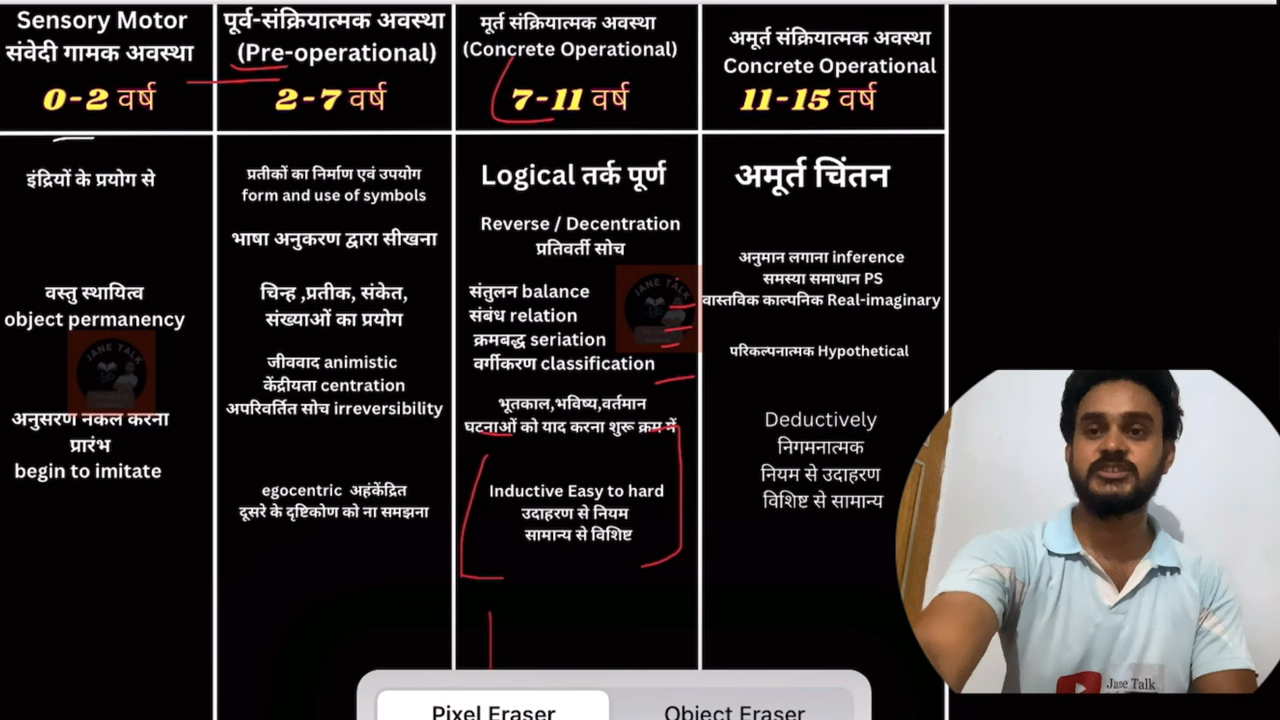 Sensory Motor
संवेदी गामक अवस्था
0-2 वर्ष
इंद्रियों के प्रयोग से
वस्तु स्थायित्व
object permanency
JANE TALK
अनुसरण नकल करना
प्रारंभ
begin to imitate
पूर्व-संक्रियात्मक अवस्था
(Pre-operational)
2-7 वर्ष
प्रतीकों का निर्माण एवं उपयोग
form and use of symbols
भाषा अनुकरण द्वारा सीखना
चिन्ह ,प्रतीक, संकेत,
संख्याओं का प्रयोग
जीववाद animistic
केंद्रीयता centration
अपरिवर्तित सोच irreversibility
egocentric अहंकेंद्रित
दूसरे के दृष्टिकोण को ना समझना
मूर्त संक्रियात्मक अवस्था
(Concrete Operational)
7-11 वर्ष
Logical तर्क पूर्ण
Reverse / Decentration
प्रतिवर्ती सोच
संतुलन balance
संबंध relation
क्रमबद्ध seriation
वर्गीकरण classification
JANE TALK
भूतकाल,भविष्य,वर्तमान
घटनाओं को याद करना शुरू क्रम में
Inductive Easy to hard
उदाहरण से नियम
सामान्य से विशिष्ट
अमूर्त संक्रियात्मक अवस्था
Concrete Operational
11-15 वर्ष
अमूर्त चिंतन
अनुमान लगाना inference
समस्या समाधान PS
वास्तविक काल्पनिक Real-imaginary
परिकल्पनात्मक Hypothetical
Deductively
निगमनात्मक
नियम से उदाहरण
विशिष्ट से सामान्य
Jane Talk
Pixel Eraser
Object Eraser